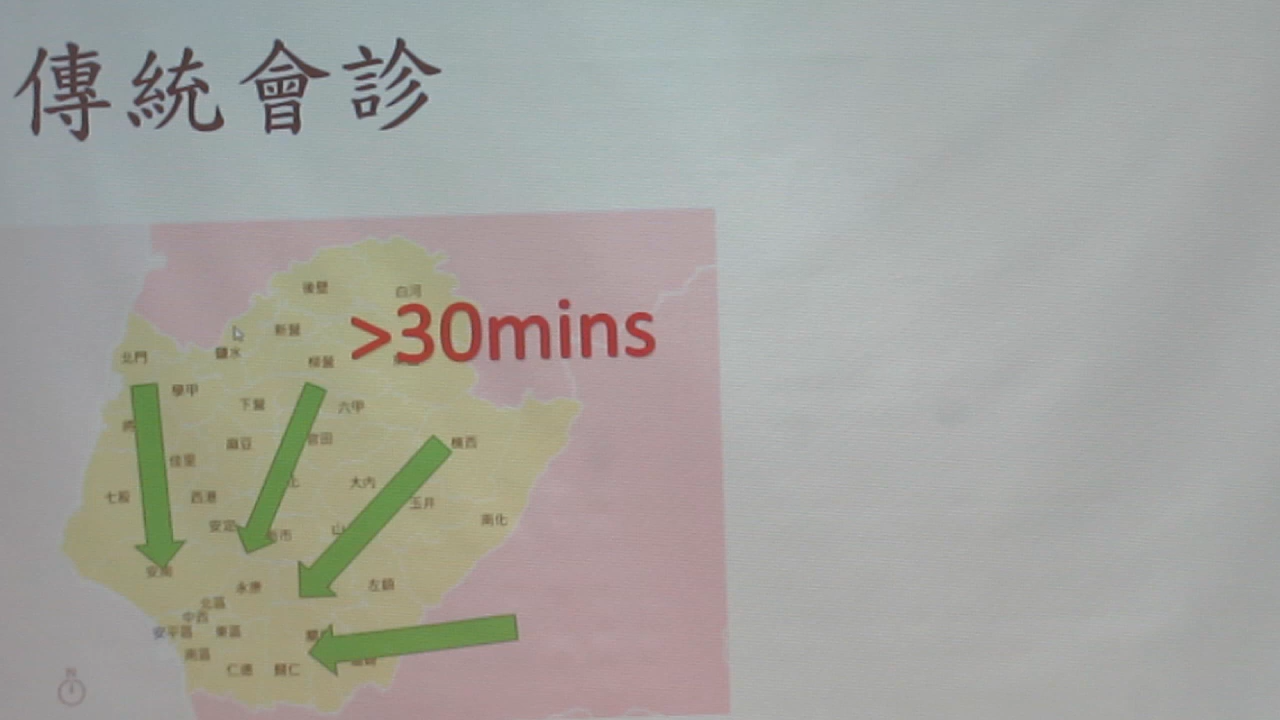 傳統會診
>30mins
後壁
白河
新營
鹽水
柳營
北門
學甲
下營
六甲
麻豆
官田
楠西
佳里
七股
西港
大內
玉井
南化
安定
山
市
化
安南
永康
左鎮
北區
中西
安平區
東區
南區
仁德
歸仁
N